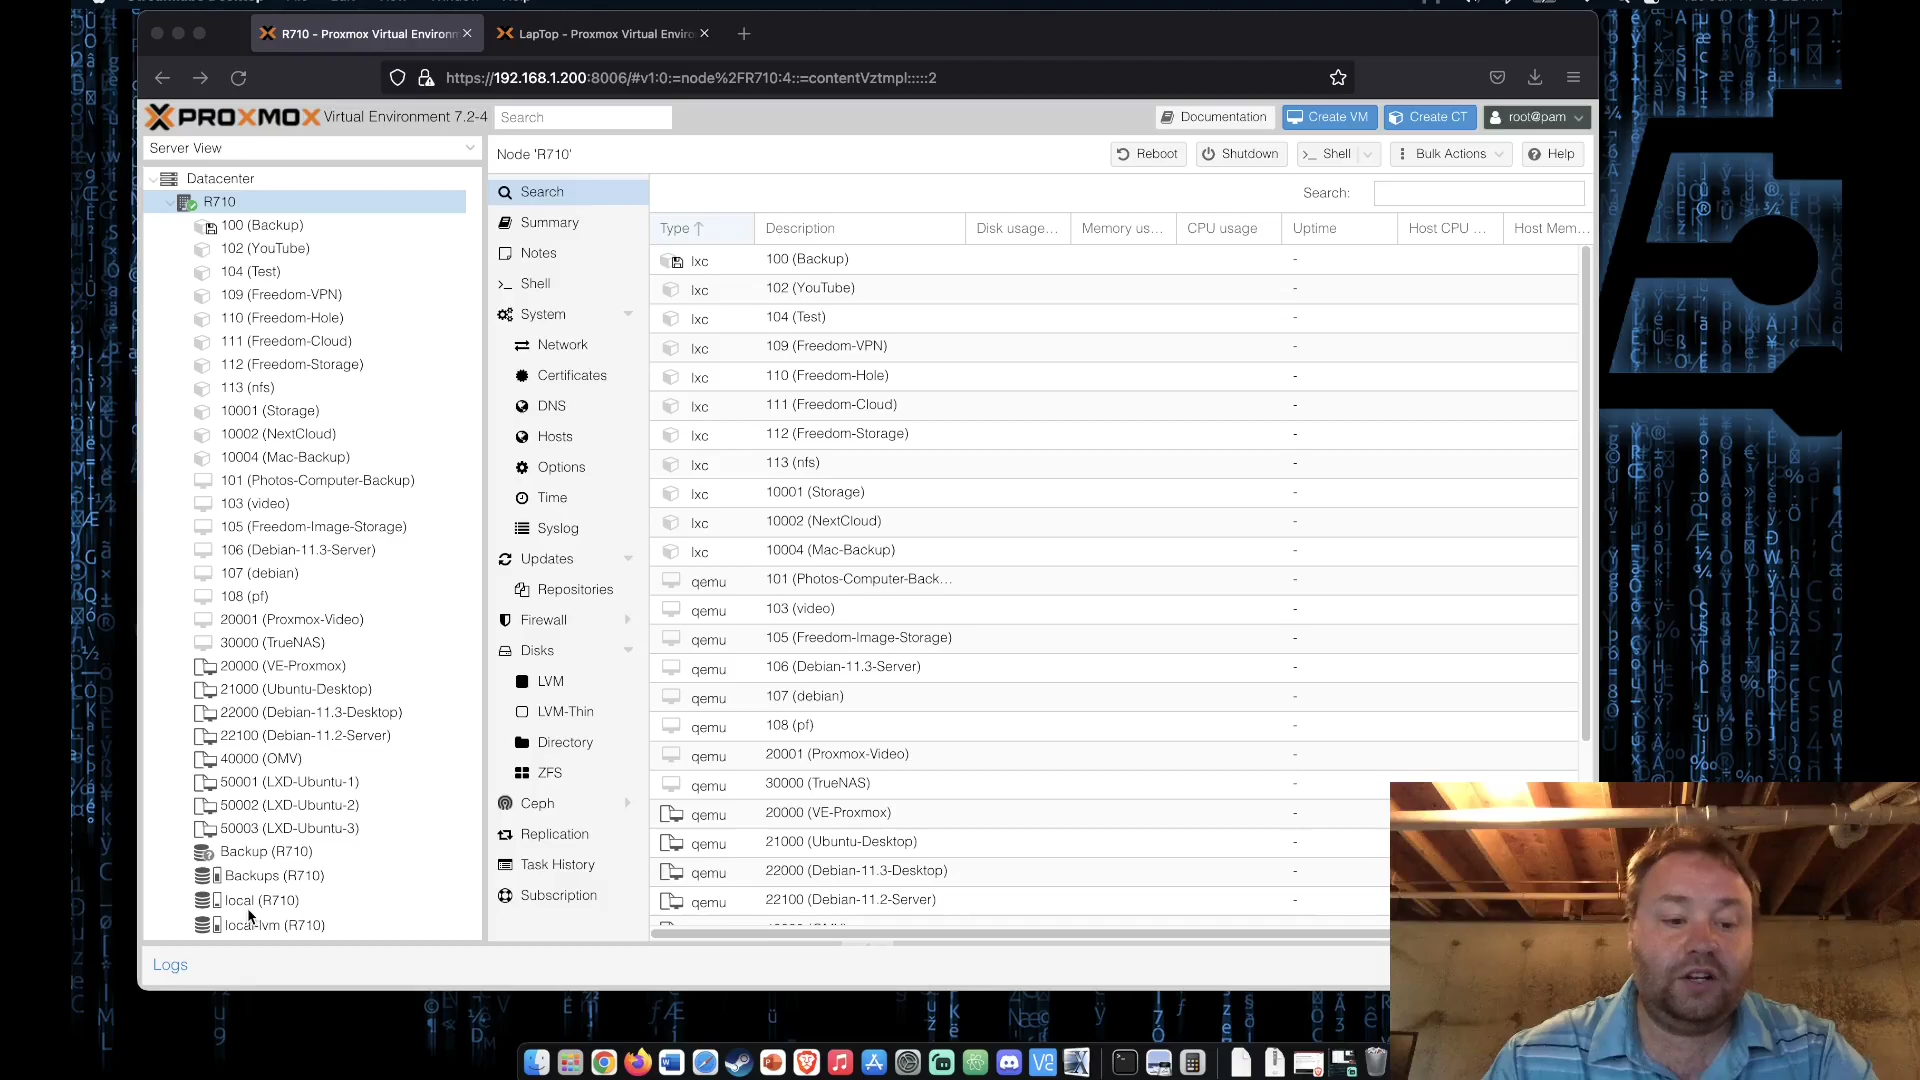 R710 - Proxmox Virtual Environm
LapTop - Proxmox Virtual Enviro
https://192.168.1.200:8006/#v1:0:=node%2FR710:4::=contentVztmpl:::::2
PROXMOX Virtual Environment 7.2-4
Search
Documentation
Create VM
Create CT
root@pam
Server View
Datacenter
R710
100 (Backup)
102 (YouTube)
104 (Test)
109 (Freedom-VPN)
110 (Freedom-Hole)
111 (Freedom-Cloud)
112 (Freedom-Storage)
113 (nfs)
10001 (Storage)
10002 (NextCloud)
10004 (Mac-Backup)
101 (Photos-Computer-Backup)
103 (video)
105 (Freedom-Image-Storage)
106 (Debian-11.3-Server)
107 (debian)
108 (pf)
20001 (Proxmox-Video)
30000 (TrueNAS)
20000 (VE-Proxmox)
21000 (Ubuntu-Desktop)
22000 (Debian-11.3-Desktop)
22100 (Debian-11.2-Server)
40000 (OMV)
50001 (LXD-Ubuntu-1)
50002 (LXD-Ubuntu-2)
50003 (LXD-Ubuntu-3)
Backup (R710)
Backups (R710)
local (R710)
local-lvm (R710)
Node 'R710'
Reboot
Shutdown
Shell
Bulk Actions
Help
Search
Summary
Notes
Shell
System
Network
Certificates
DNS
Hosts
Options
Time
Syslog
Updates
Repositories
Firewall
Disks
LVM
LVM-Thin
Directory
ZFS
Ceph
Replication
Task History
Subscription
Search:
Type Description Disk usage... Memory us... CPU usage Uptime Host CPU ... Host Mem...
lxc 100 (Backup) -
lxc 102 (YouTube) -
lxc 104 (Test) -
lxc 109 (Freedom-VPN) -
lxc 110 (Freedom-Hole) -
lxc 111 (Freedom-Cloud) -
lxc 112 (Freedom-Storage) -
lxc 113 (nfs) -
lxc 10001 (Storage) -
lxc 10002 (NextCloud) -
lxc 10004 (Mac-Backup) -
qemu 101 (Photos-Computer-Back... -
qemu 103 (video) -
qemu 105 (Freedom-Image-Storage) -
qemu 106 (Debian-11.3-Server) -
qemu 107 (debian) -
qemu 108 (pf) -
qemu 20001 (Proxmox-Video) -
qemu 30000 (TrueNAS) -
qemu 20000 (VE-Proxmox) -
qemu 21000 (Ubuntu-Desktop) -
qemu 22000 (Debian-11.3-Desktop) -
qemu 22100 (Debian-11.2-Server) -
Logs